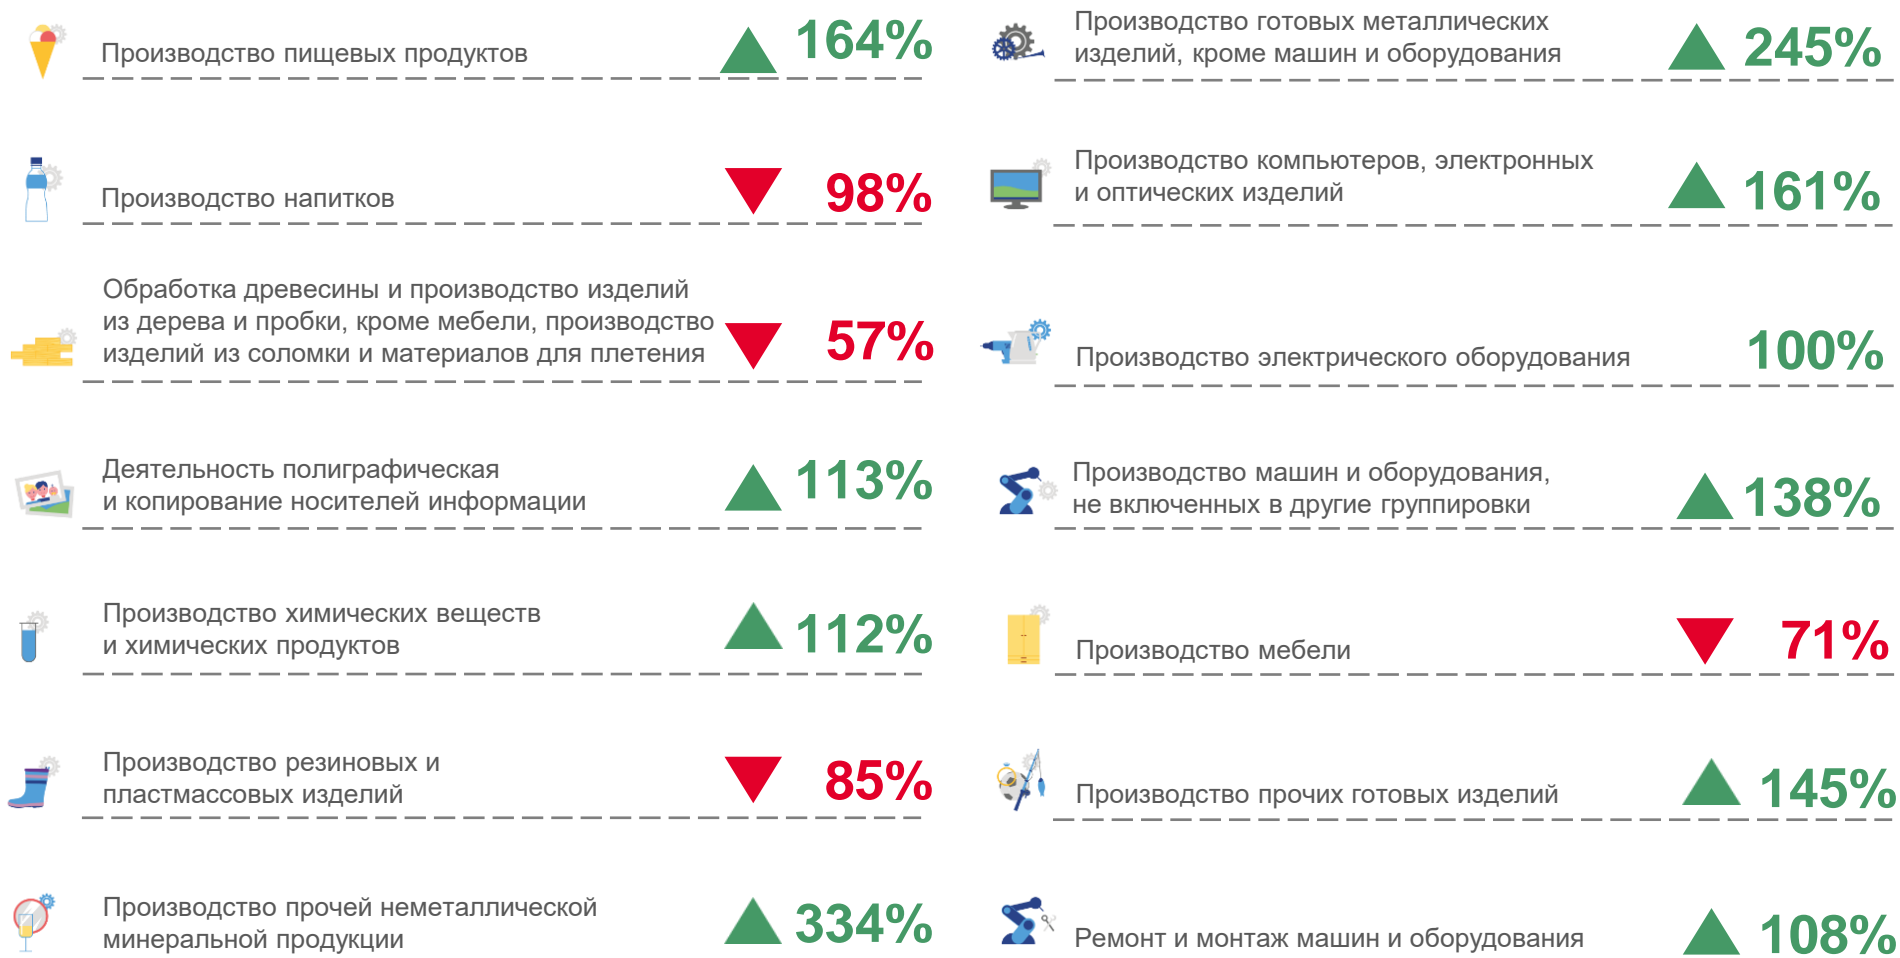 Производство пищевых продуктов
164%
Производство напитков
98%
Обработка древесины и производство изделий
из дерева и пробки, кроме мебели, производство
изделий из соломки и материалов для плетения
57%
Деятельность полиграфическая
и копирование носителей информации
113%
Производство химических веществ
и химических продуктов
112%
Производство резиновых и
пластмассовых изделий
85%
Производство прочей неметаллической
минеральной продукции
334%
Производство готовых металлических
изделий, кроме машин и оборудования
245%
Производство компьютеров, электронных
и оптических изделий
161%
Производство электрического оборудования
100%
Производство машин и оборудования,
не включенных в другие группировки
138%
Производство мебели
71%
Производство прочих готовых изделий
145%
Ремонт и монтаж машин и оборудования
108%